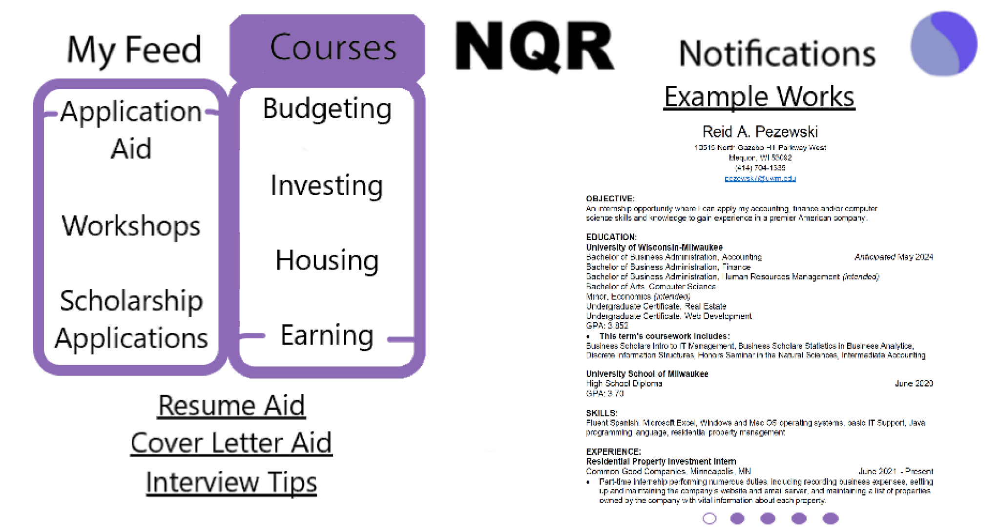 My Feed
Courses
NQR
Notifications
Application
Aid
Workshops
Scholarship
Applications
Budgeting
Investing
Housing
Earning
Resume Aid
Cover Letter Aid
Interview Tips
Example Works
Reid A. Pezewski
North Parkway West
Mequon, WI
(414)
OBJECTIVE:
An internship opportunity where I can apply my accounting, finance and/or computer
science skills and knowledge to gain experience in a premier American company.
EDUCATION:
University of Wisconsin-Milwaukee
Bachelor of Business Administration, Accounting Anticipated May 2024
Bachelor of Business Administration, Finance
Bachelor of Business Administration, Human Resources Management (intended)
Bachelor of Arts, Computer Science
Minor, Economics (intended)
Undergraduate Certificate, Real Estate
Undergraduate Certificate, Web Development
GPA: 3.852
• This term's coursework includes:
Business Scholars Intro to IT Management, Business Scholars Statistics in Business Analytics,
Discrete Information Structures, Honors Seminar in the Natural Sciences, Intermediate Accounting
University School of Milwaukee
High School Diploma June 2020
GPA: 3.70
SKILLS:
Fluent Spanish, Microsoft Excel, Windows and Mac OS operating systems, basic IT Support, Java
programming language, residential property management
EXPERIENCE:
Residential Property Investment Intern
Common Good Companies, Minneapolis, MN June 2021 - Present
• Part-time internship performing numerous duties, including recording business expenses, setting
up and maintaining the company's website and email server, and maintaining a list of properties
owned by the company with vital information about each property.